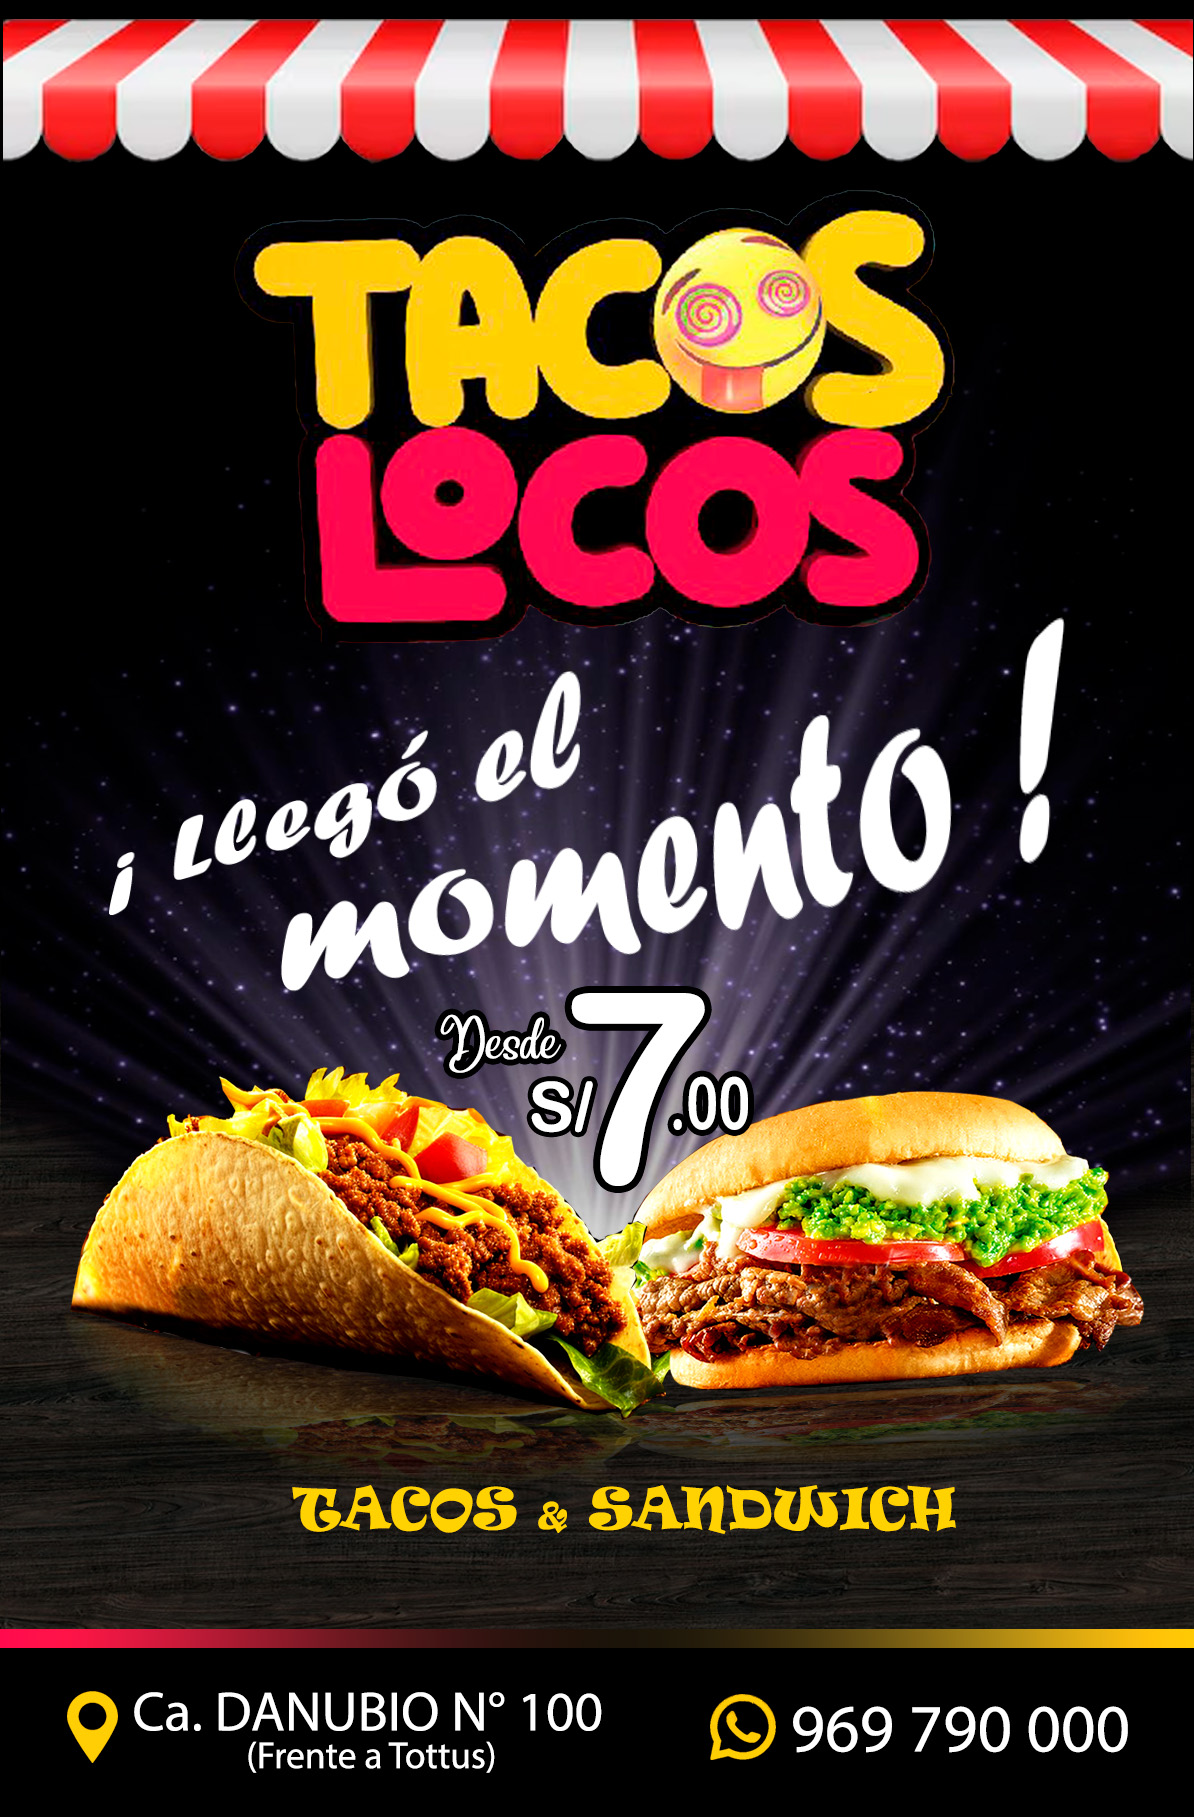 TACOS
LOCOS
¡ Llegó el
momento !
Desde
S/7.00
TACOS & SANDWICH
Ca. DANUBIO N° 100
(Frente a Tottus)
969 790 000